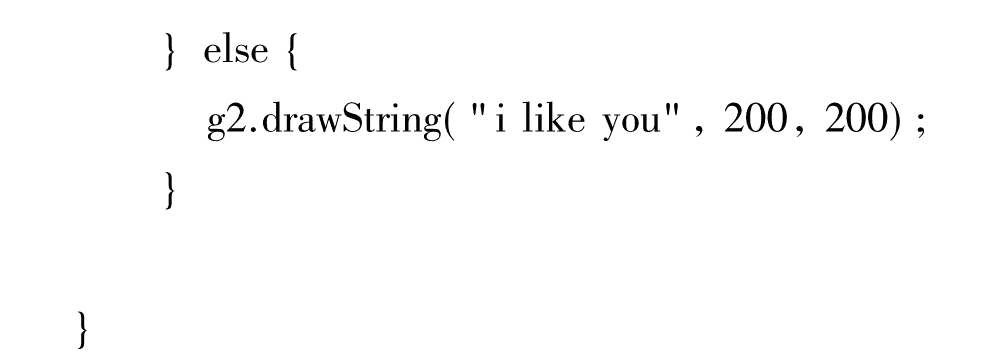 } else {
g2.drawString( "i like you" , 200, 200) ;
}
}